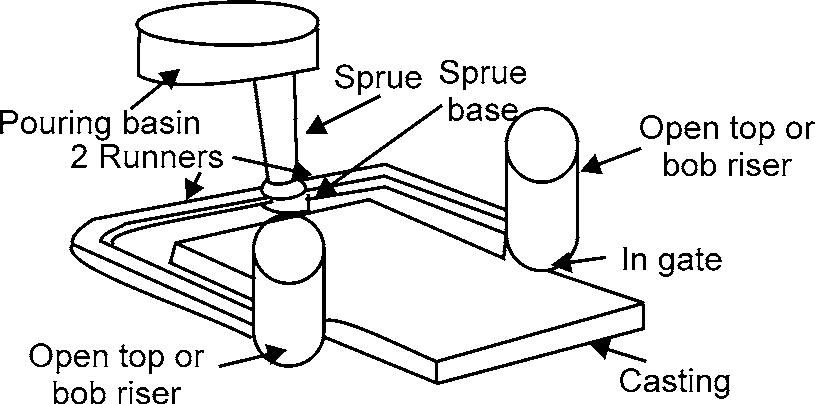 Sprue
Sprue
base
Pouring basin
2 Runners
Open top or
bob riser
In gate
Open top or
bob riser
Casting